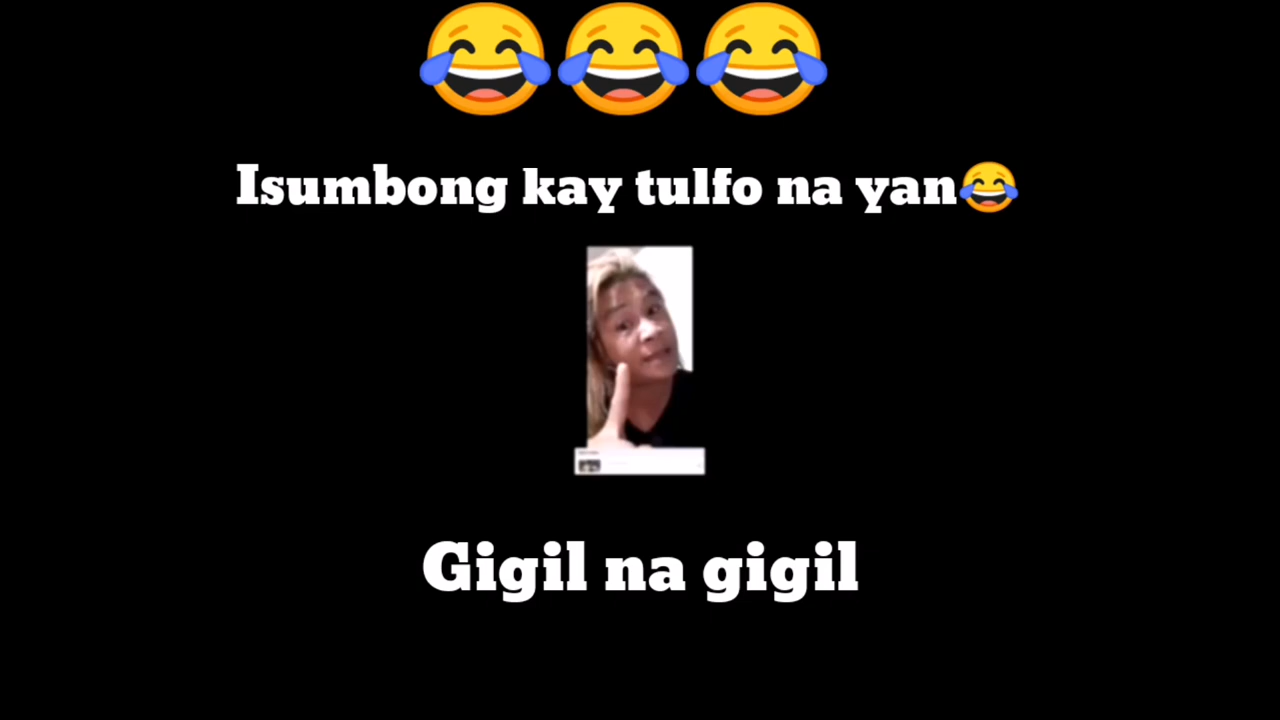 😂😂😂
Isumbong kay tulfo na yan😂
Gigil na gigil